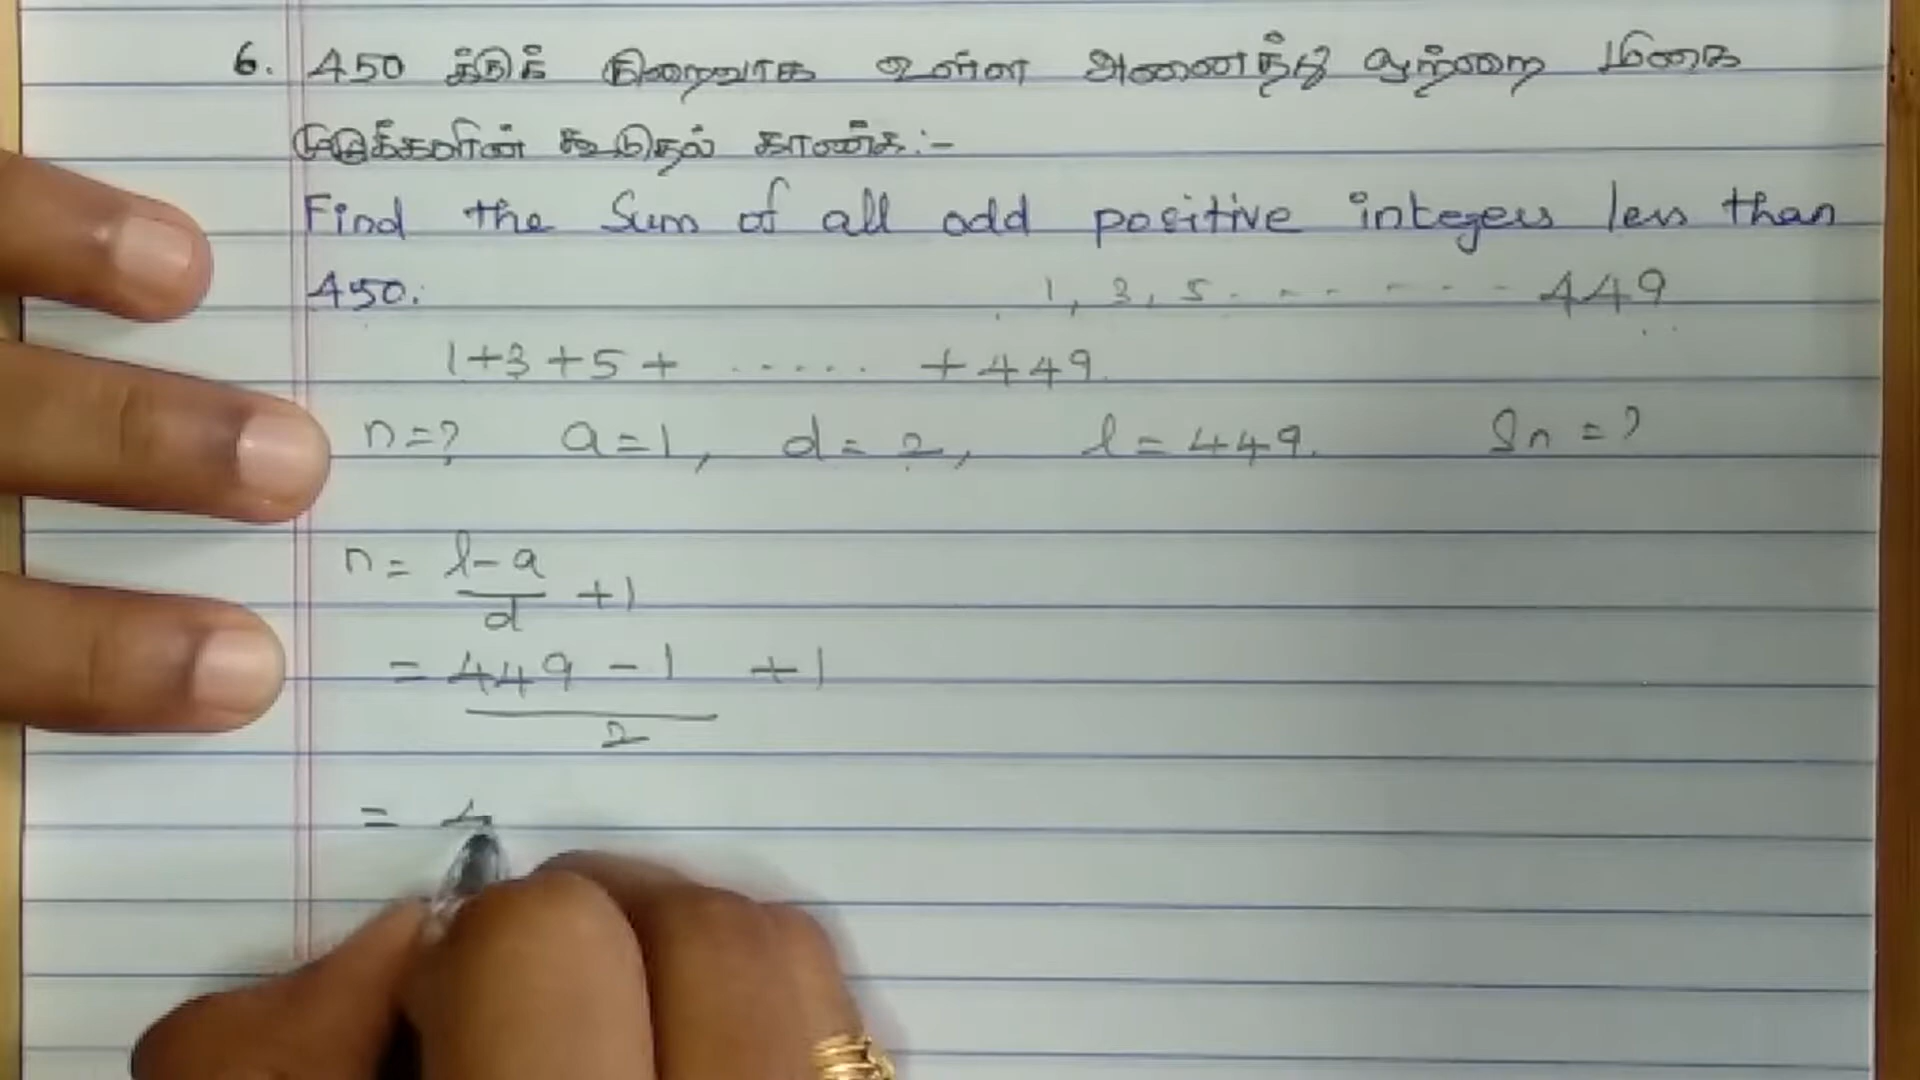 6. 450 க்குக் குறைவாக உள்ள அனைத்து ஒற்றை மிகை
முழுக்களின் கூடுதல் காண்க:-
Find the Sum of all odd positive integers less than
450.
1, 3, 5 - - - - - - - 449
1+3+5+ ...... +449.
n=? a=1, d=2, l=449. Sn=?
n= l-a/d +1
= 449-1/2 +1
= 4